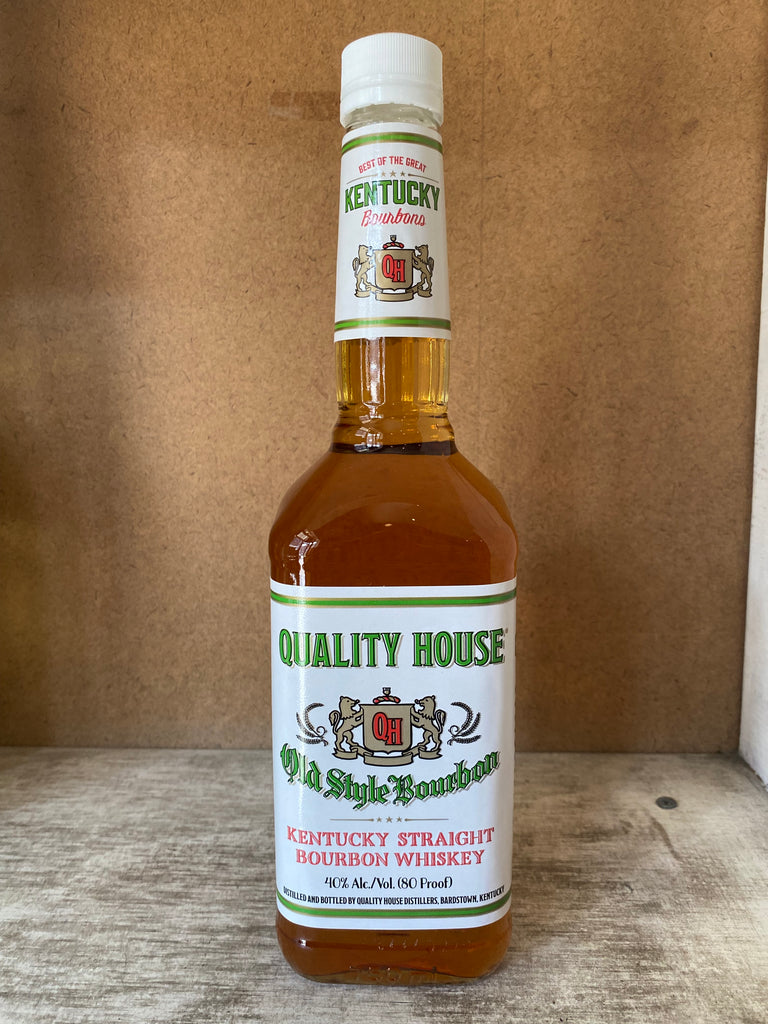 BEST OF THE GREAT
KENTUCKY
Bourbons
QH
QUALITY HOUSE
QH
Old Style Bourbon
KENTUCKY STRAIGHT
BOURBON WHISKEY
40% Alc./Vol. (80 Proof)
DISTILLED AND BOTTLED BY QUALITY HOUSE DISTILLERS, BARDSTOWN, KENTUCKY